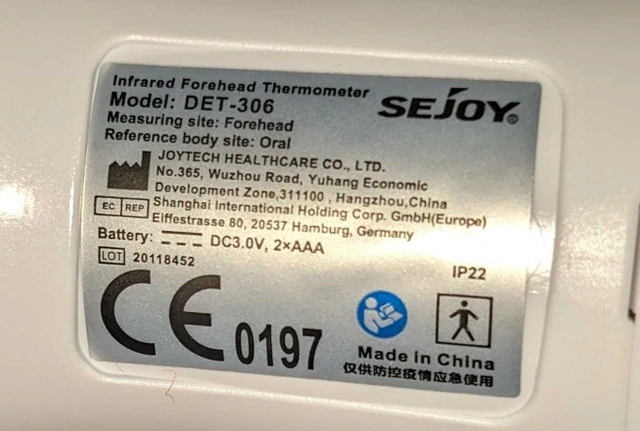 Infrared Forehead Thermometer
SEJOY®
Model: DET-306
Measuring site: Forehead
Reference body site: Oral
JOYTECH HEALTHCARE CO., LTD.
No.365, Wuzhou Road, Yuhang Economic
Development Zone,311100 , Hangzhou,China
EC REP
Shanghai International Holding Corp. GmbH(Europe)
Eiffestrasse 80, 20537 Hamburg, Germany
Battery: DC3.0V, 2×AAA
LOT 20118452
IP22
CE 0197
Made in China
仅供防控疫情应急使用